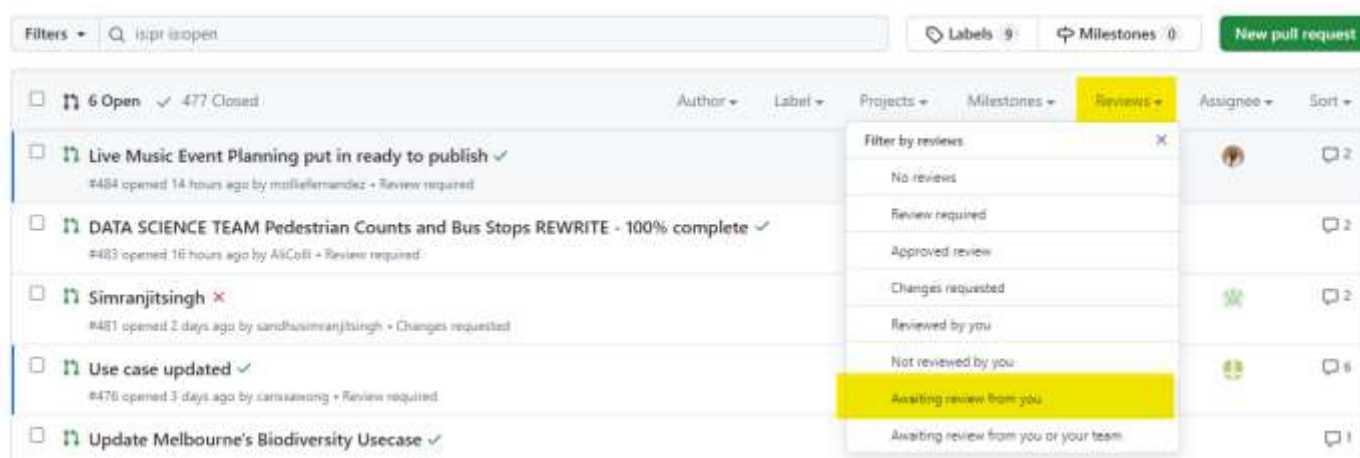 Filters is:pr is:open Labels 9 Milestones 0 New pull request
6 Open 477 Closed Author Label Projects Milestones Reviews Assignee Sort
Live Music Event Planning put in ready to publish
#484 opened 14 hours ago by molliefernandez • Review required
2
DATA SCIENCE TEAM Pedestrian Counts and Bus Stops REWRITE - 100% complete
#483 opened 16 hours ago by AliColli • Review required
2
Simranjitsingh
#481 opened 2 days ago by sandhusimranjitsingh • Changes requested
2
Use case updated
#476 opened 3 days ago by carissawong • Review required
6
Update Melbourne's Biodiversity Usecase
1
Filter by reviews
No reviews
Review required
Approved review
Changes requested
Reviewed by you
Not reviewed by you
Awaiting review from you
Awaiting review from you or your team